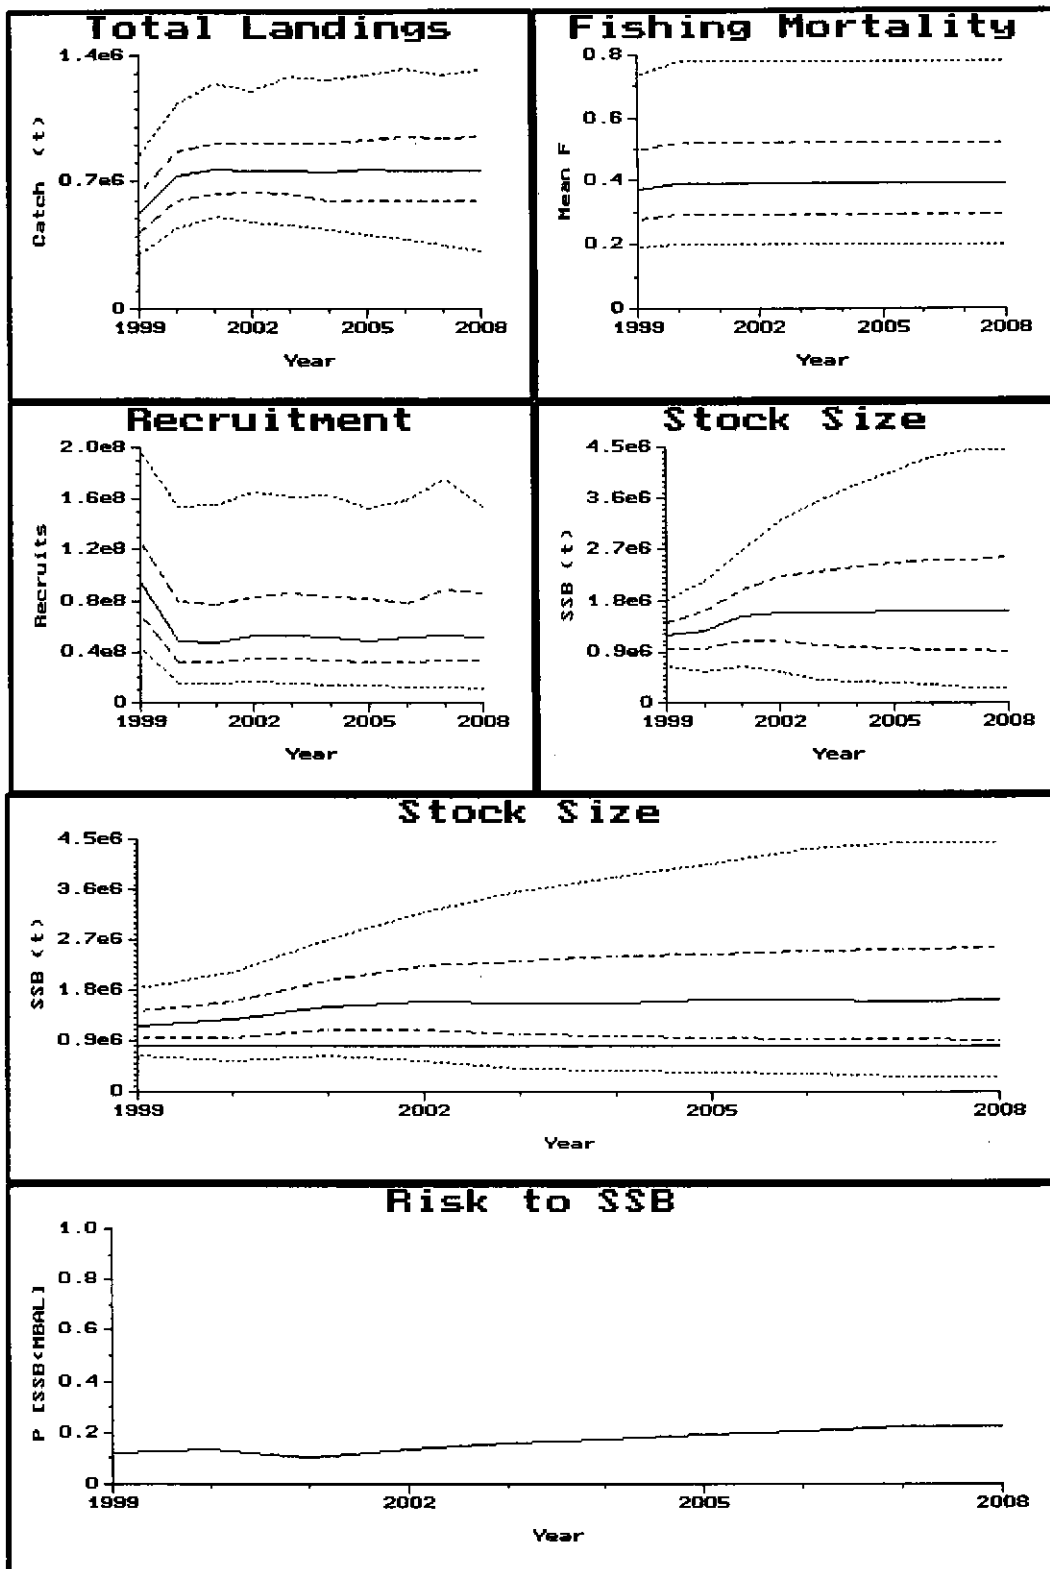 Total Landings
1.4e6
0.7e6
0
Catch (t)
1999 2002 2005 2008
Year
Fishing Mortality
0.8
0.6
0.4
0.2
0
Mean F
1999 2002 2005 2008
Year
Recruitment
2.0e8
1.6e8
1.2e8
0.8e8
0.4e8
0
Recruits
1999 2002 2005 2008
Year
Stock Size
4.5e6
3.6e6
2.7e6
1.8e6
0.9e6
0
SSB (t)
1999 2002 2005 2008
Year
Stock Size
4.5e6
3.6e6
2.7e6
1.8e6
0.9e6
0
SSB (t)
1999 2002 2005 2008
Year
Risk to SSB
1.0
0.8
0.6
0.4
0.2
0
P [SSB<MBAL]
1999 2002 2005 2008
Year